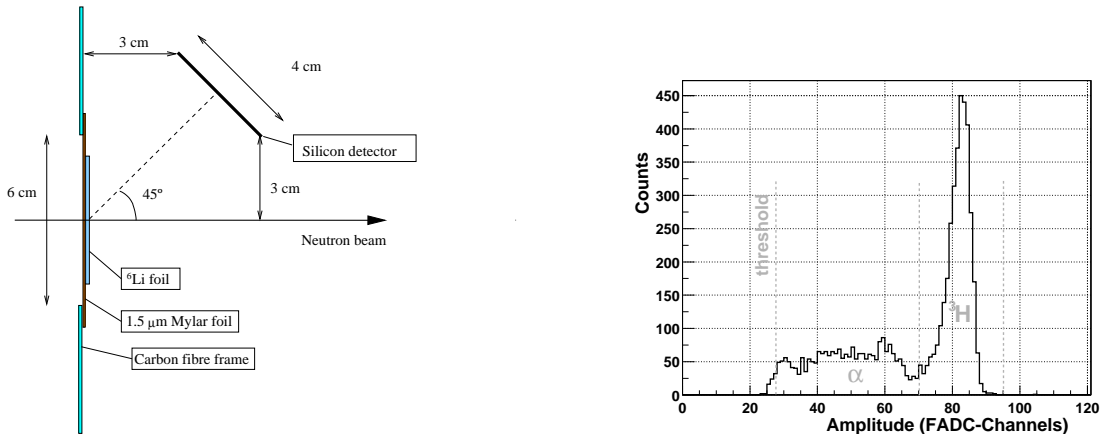 3 cm
4 cm
Silicon detector
6 cm
45º
3 cm
Neutron beam
⁶Li foil
1.5 μm Mylar foil
Carbon fibre frame
Counts
450
400
350
300
250
200
150
100
50
0
threshold
α
³H
0 20 40 60 80 100 120
Amplitude (FADC-Channels)